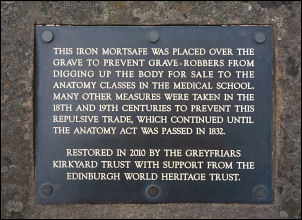 THIS IRON MORTSAFE WAS PLACED OVER THE
GRAVE TO PREVENT GRAVE-ROBBERS FROM
DIGGING UP THE BODY FOR SALE TO THE
ANATOMY CLASSES IN THE MEDICAL SCHOOL.
MANY OTHER MEASURES WERE TAKEN IN THE
18TH AND 19TH CENTURIES TO PREVENT THIS
REPULSIVE TRADE, WHICH CONTINUED UNTIL
THE ANATOMY ACT WAS PASSED IN 1832.
RESTORED IN 2010 BY THE GREYFRIARS
KIRKYARD TRUST WITH SUPPORT FROM THE
EDINBURGH WORLD HERITAGE TRUST.